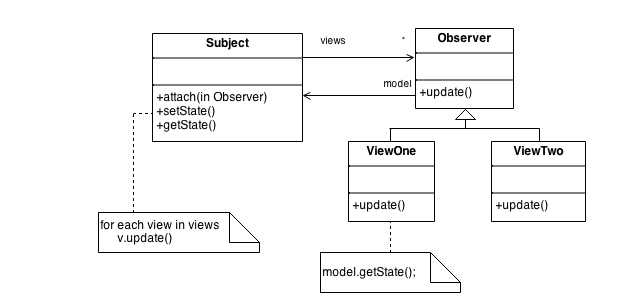 Subject
views
*
Observer
+attach(in Observer)
+setState()
+getState()
model
+update()
ViewOne
ViewTwo
+update()
+update()
for each view in views
v.update()
model.getState();